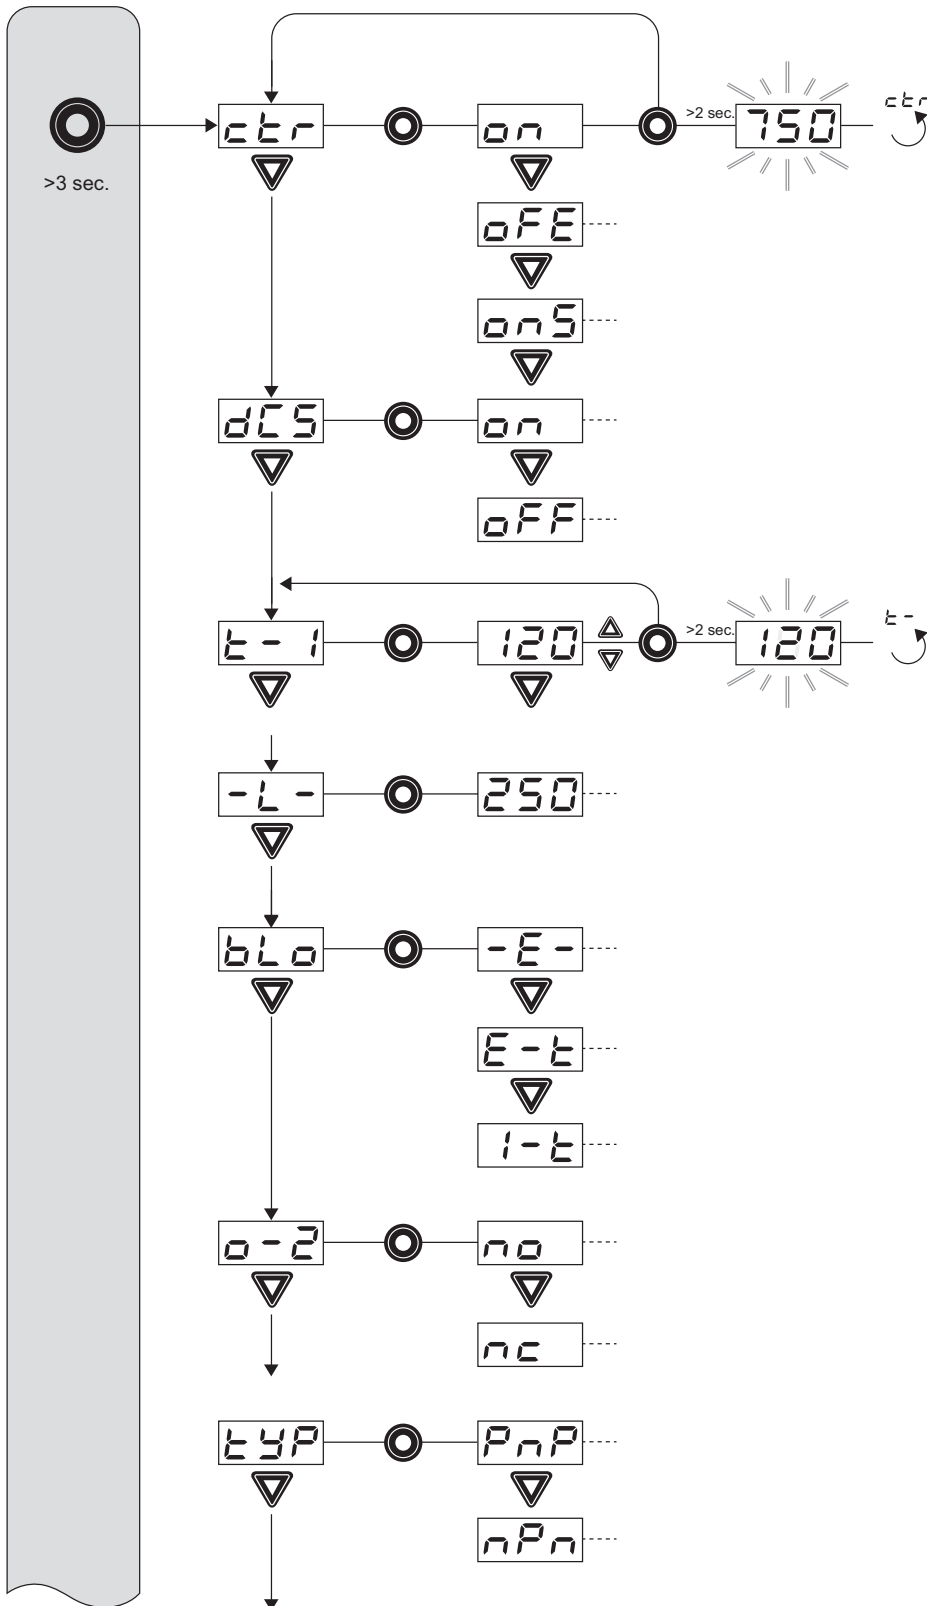 ctr on >2 sec. 750 ctr
>3 sec.
oFE
onS
dCS on
oFF
t-1 120 >2 sec. 120 t-
-L- 250
bLo -E-
E-t
1-t
o-2 no
nc
tYP PnP
nPn